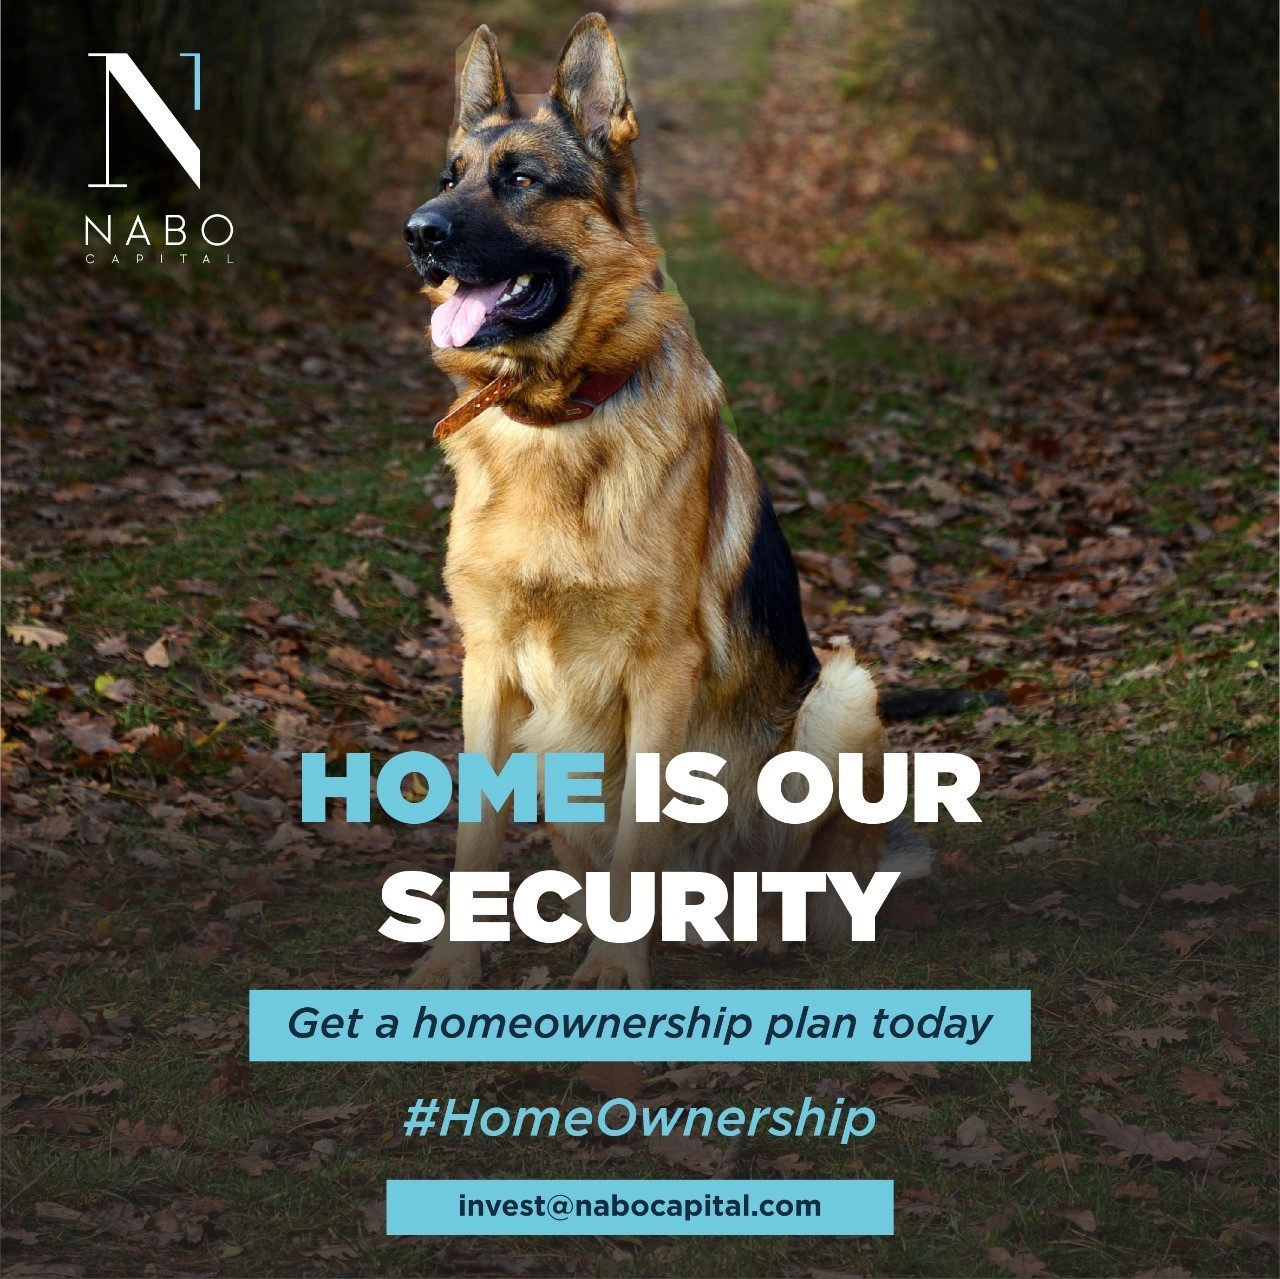 N
NABO
CAPITAL
HOME IS OUR
SECURITY
Get a homeownership plan today
#HomeOwnership
invest@nabocapital.com